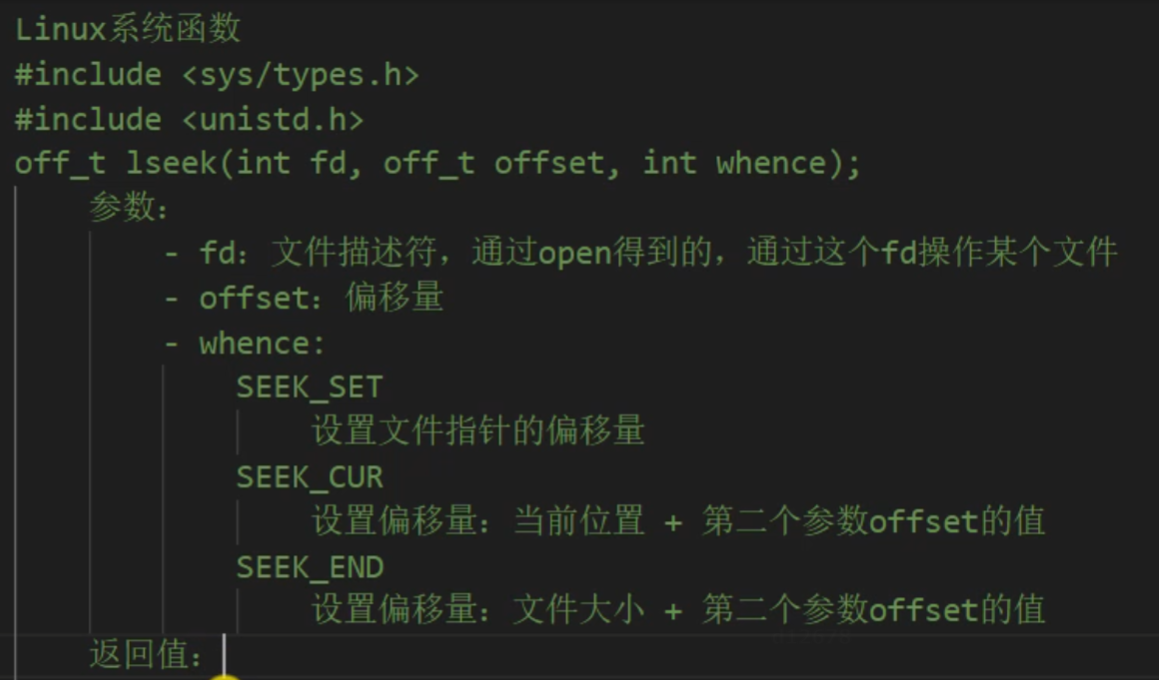 Linux系统函数
#include <sys/types.h>
#include <unistd.h>
off_t lseek(int fd, off_t offset, int whence);
参数：
- fd：文件描述符，通过open得到的，通过这个fd操作某个文件
- offset：偏移量
- whence:
SEEK_SET
设置文件指针的偏移量
SEEK_CUR
设置偏移量：当前位置 + 第二个参数offset的值
SEEK_END
设置偏移量：文件大小 + 第二个参数offset的值
返回值：